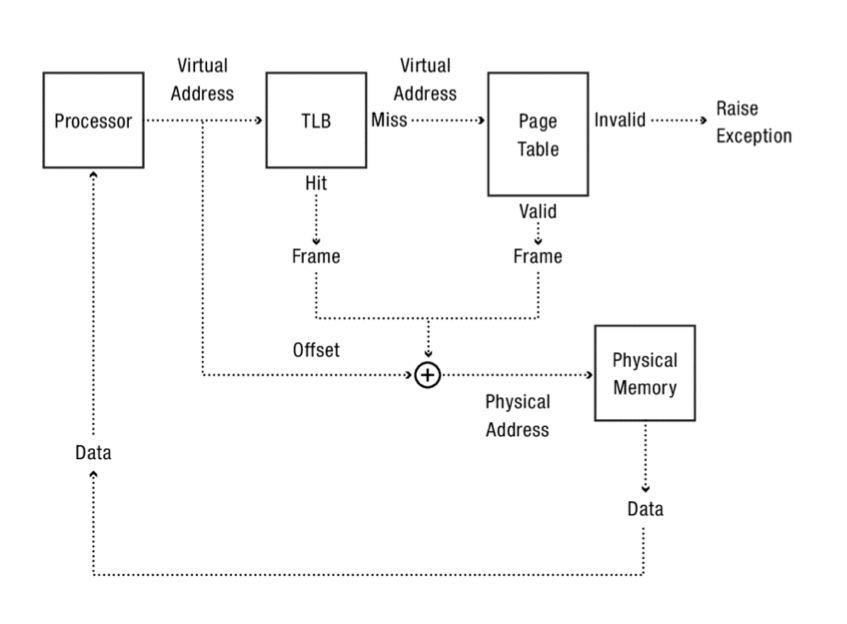 Virtual
Address
Virtual
Address
Processor
TLB
Miss
Page
Table
Invalid
Raise
Exception
Hit
Valid
Frame
Frame
Offset
+
Physical
Memory
Physical
Address
Data
Data